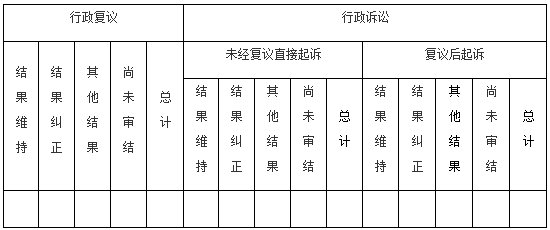 行政复议
行政诉讼
未经复议直接起诉
复议后起诉
结果维持
结果纠正
其他结果
尚未审结
总计
结果维持
结果纠正
其他结果
尚未审结
总计
结果维持
结果纠正
其他结果
尚未审结
总计